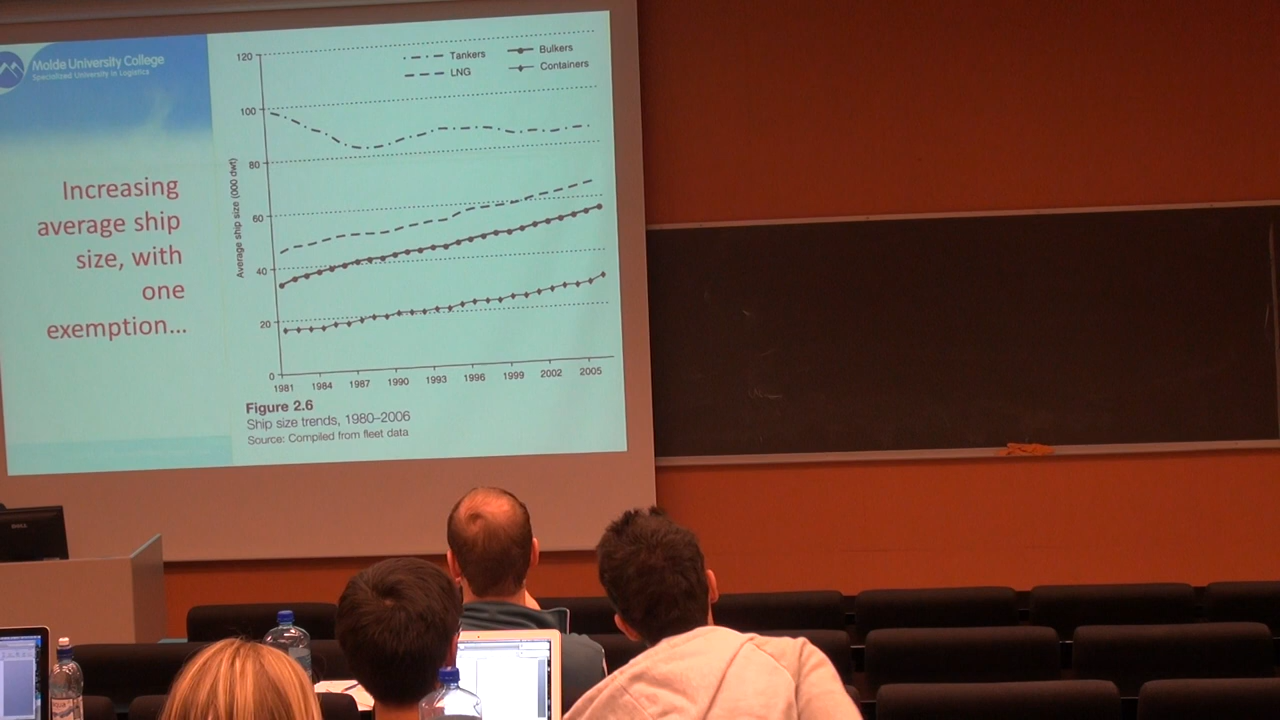 Molde University College
Specialized University in Logistics
Increasing
average ship
size, with
one
exemption...
Tankers
LNG
Bulkers
Containers
Average ship size (000 dwt)
120
100
80
60
40
20
0
1981 1984 1987 1990 1993 1996 1999 2002 2005
Figure 2.6
Ship size trends, 1980–2006
Source: Compiled from fleet data
DELL